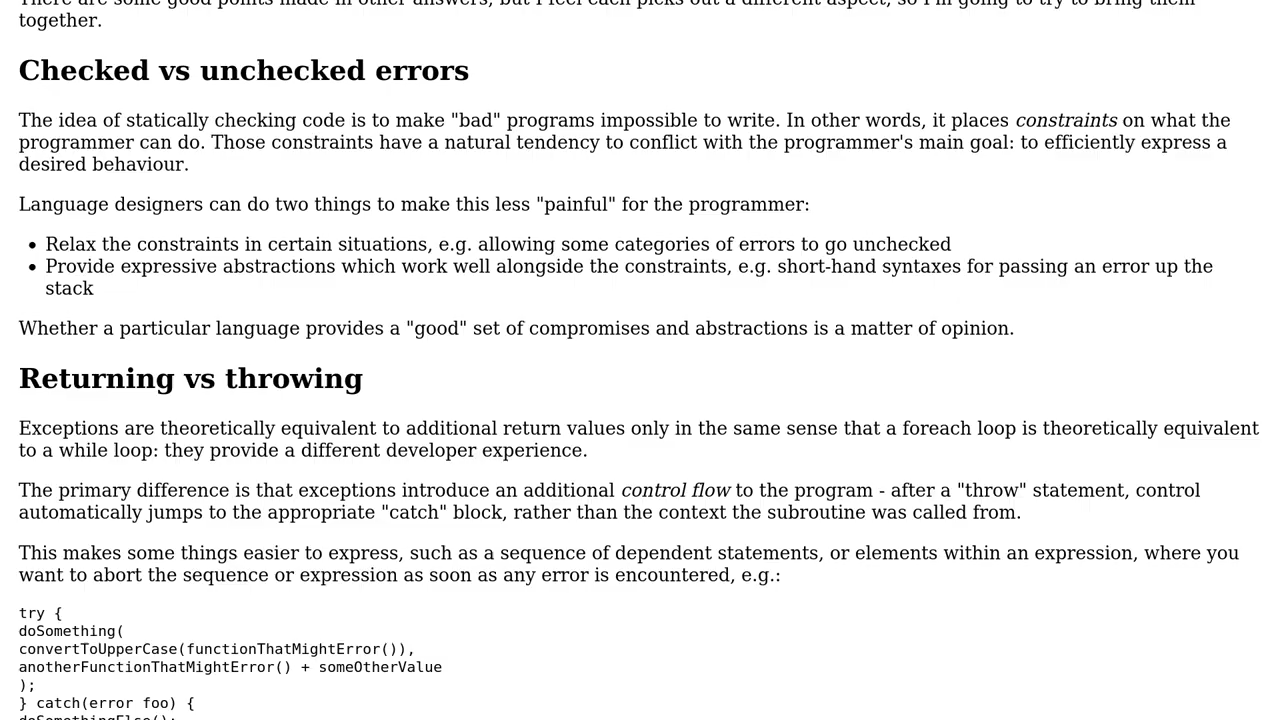 There are some good points made in other answers, but I feel each picks out a different aspect, so I'm going to try to bring them
together.
Checked vs unchecked errors
The idea of statically checking code is to make "bad" programs impossible to write. In other words, it places constraints on what the
programmer can do. Those constraints have a natural tendency to conflict with the programmer's main goal: to efficiently express a
desired behaviour.
Language designers can do two things to make this less "painful" for the programmer:
• Relax the constraints in certain situations, e.g. allowing some categories of errors to go unchecked
• Provide expressive abstractions which work well alongside the constraints, e.g. short-hand syntaxes for passing an error up the
stack
Whether a particular language provides a "good" set of compromises and abstractions is a matter of opinion.
Returning vs throwing
Exceptions are theoretically equivalent to additional return values only in the same sense that a foreach loop is theoretically equivalent
to a while loop: they provide a different developer experience.
The primary difference is that exceptions introduce an additional control flow to the program - after a "throw" statement, control
automatically jumps to the appropriate "catch" block, rather than the context the subroutine was called from.
This makes some things easier to express, such as a sequence of dependent statements, or elements within an expression, where you
want to abort the sequence or expression as soon as any error is encountered, e.g.:
try {
doSomething(
convertToUpperCase(functionThatMightError()),
anotherFunctionThatMightError() + someOtherValue
);
} catch(error foo) {
doSomethingElse();